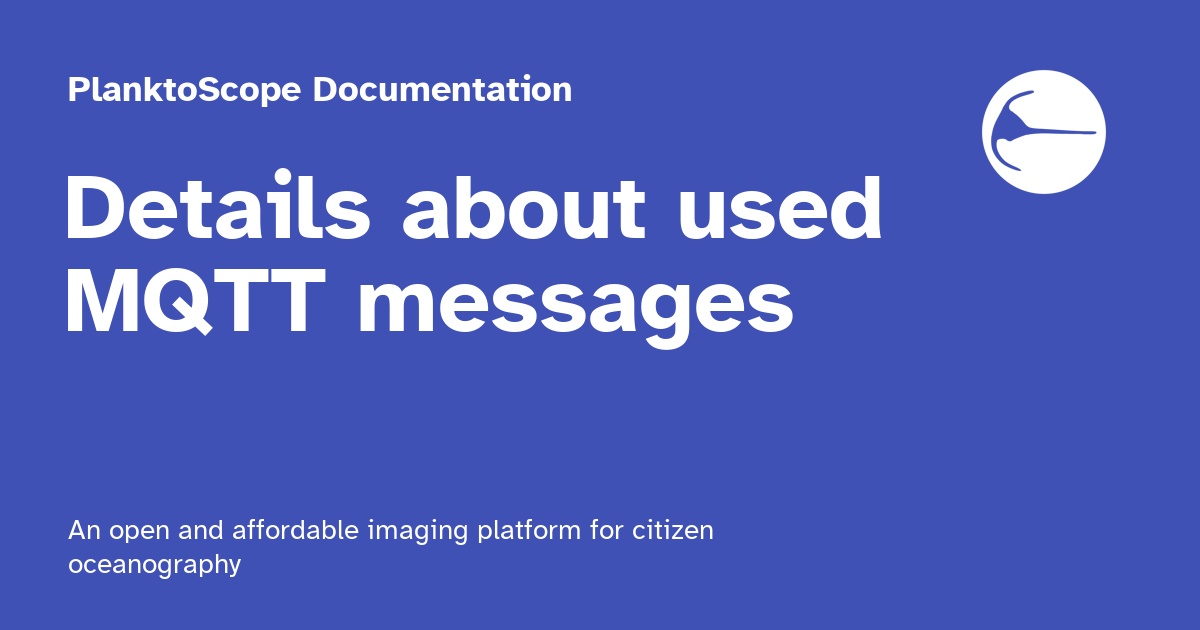 PlanktoScope Documentation
Details about used
MQTT messages
An open and affordable imaging platform for citizen
oceanography